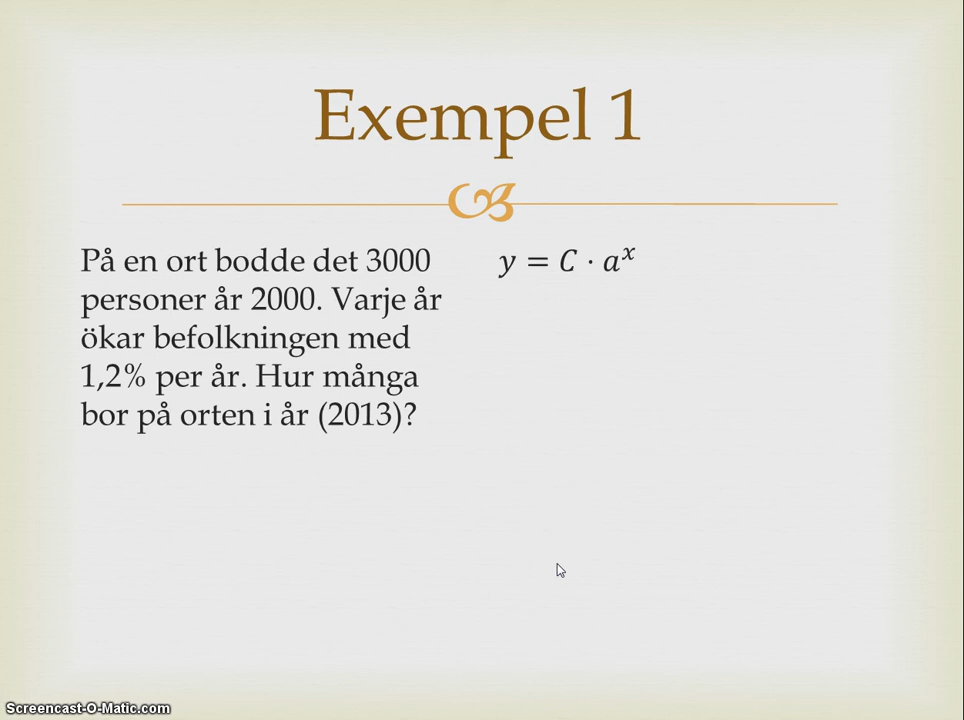 Exempel 1
På en ort bodde det 3000
personer år 2000. Varje år
ökar befolkningen med
1,2% per år. Hur många
bor på orten i år (2013)?
y = C · aˣ
Screencast-O-Matic.com